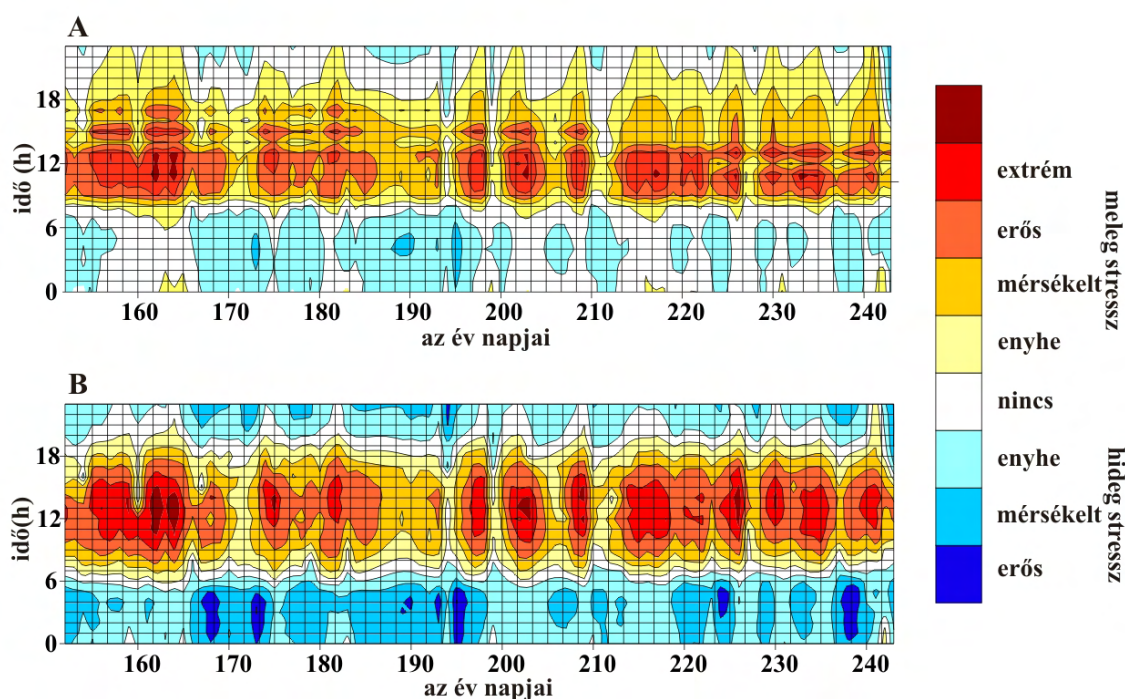 A
18
12
6
0
idő (h)
160 170 180 190 200 210 220 230 240
az év napjai
B
18
12
6
0
idő(h)
160 170 180 190 200 210 220 230 240
az év napjai
extrém
erős
mérsékelt
enyhe
nincs
enyhe
mérsékelt
erős
meleg stressz
hideg stressz